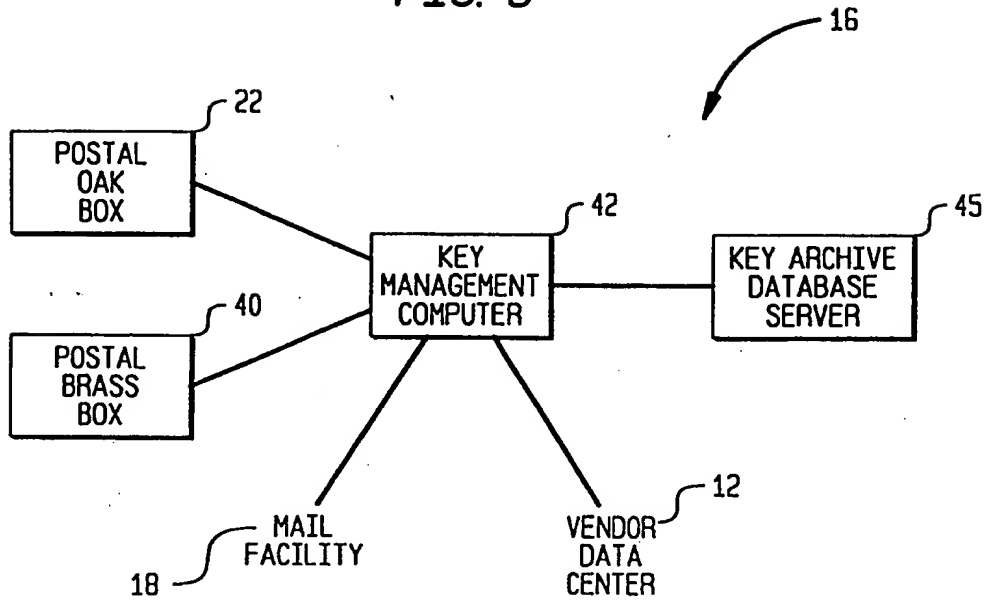 16
22
POSTAL
OAK
BOX
42
KEY
MANAGEMENT
COMPUTER
45
KEY ARCHIVE
DATABASE
SERVER
40
POSTAL
BRASS
BOX
18
MAIL
FACILITY
12
VENDOR
DATA
CENTER